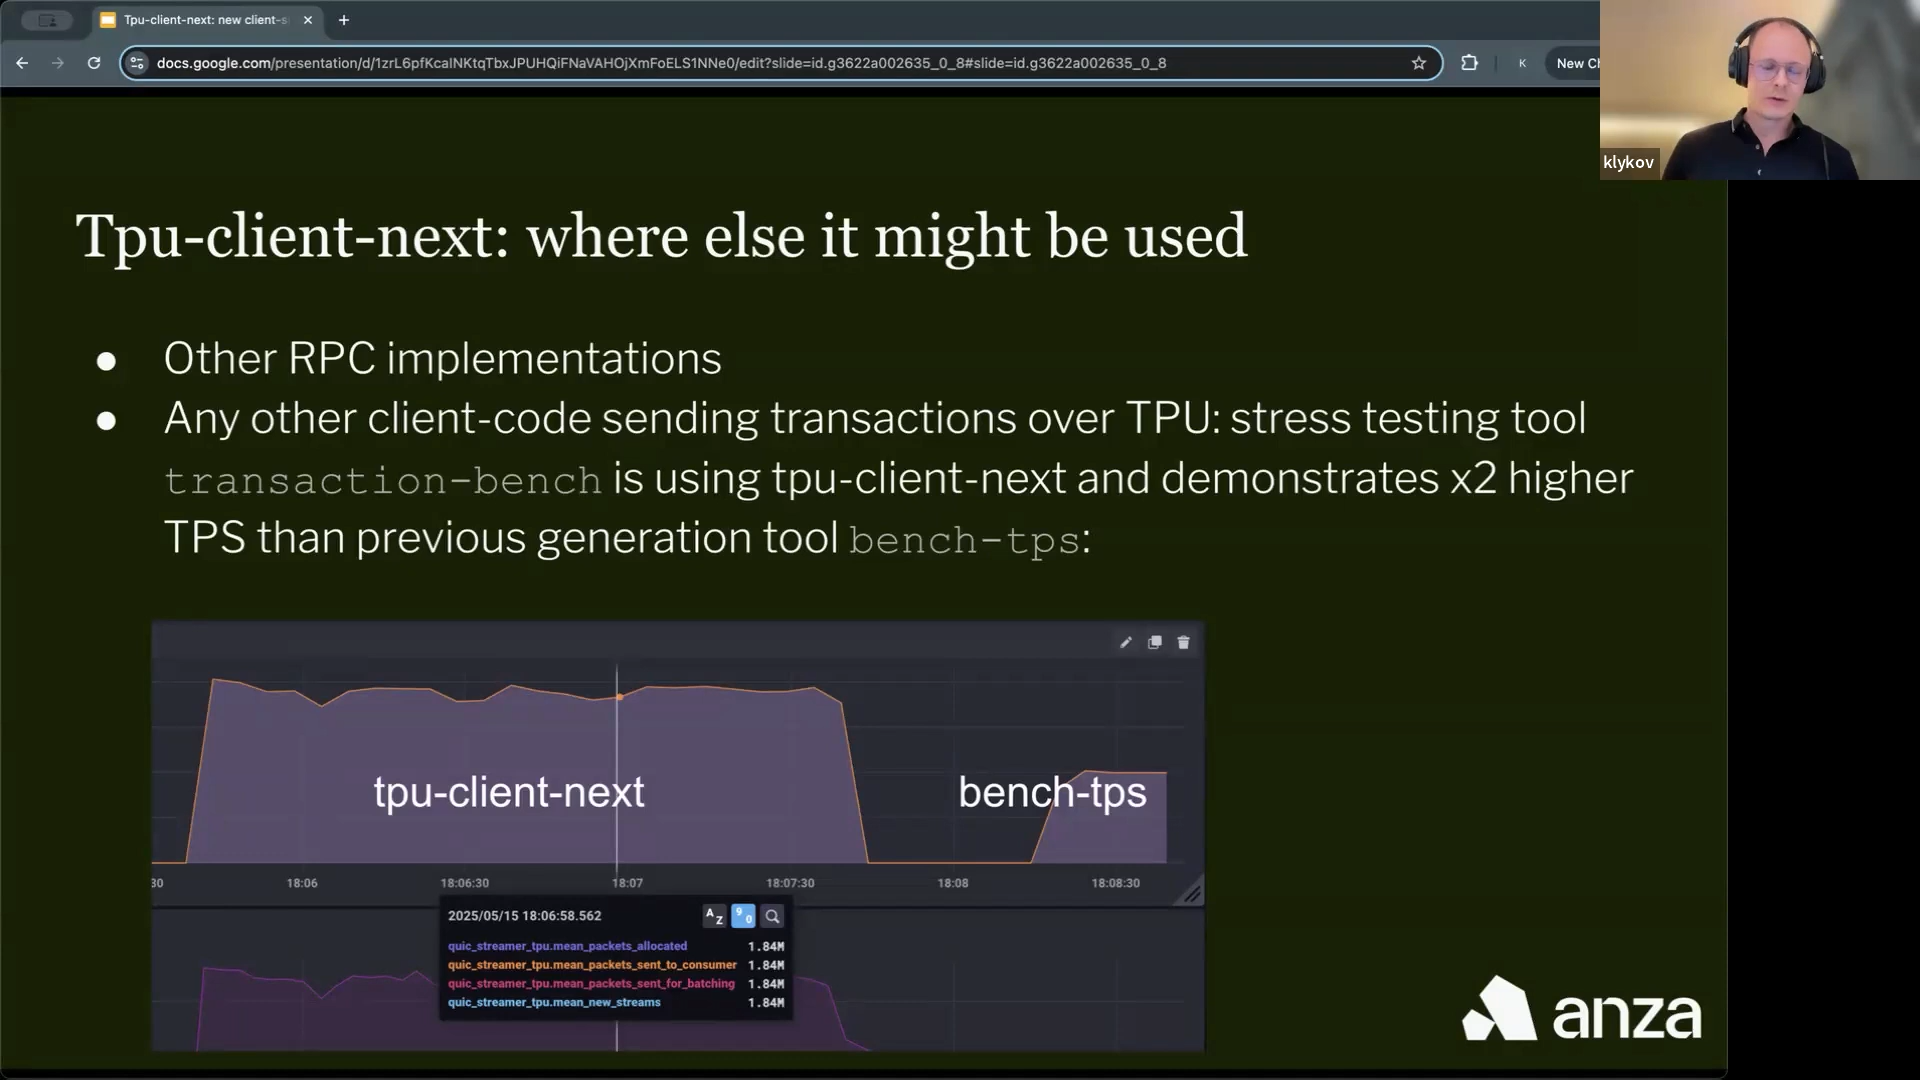 Tpu-client-next: new client-s
docs.google.com/presentation/d/1zrL6pfKcaINKtqTbxJPUHQiFNaVAHOjXmFoELS1NNe0/edit?slide=id.g3622a002635_0_8#slide=id.g3622a002635_0_8
K
New Ch
klykov
Tpu-client-next: where else it might be used
● Other RPC implementations
● Any other client-code sending transactions over TPU: stress testing tool
transaction-bench is using tpu-client-next and demonstrates x2 higher
TPS than previous generation tool bench-tps:
tpu-client-next
bench-tps
30 18:06 18:06:30 18:07 18:07:30 18:08 18:08:30
2025/05/15 18:06:58.562
A Z
9 0
quic_streamer_tpu.mean_packets_allocated 1.84M
quic_streamer_tpu.mean_packets_sent_to_consumer 1.84M
quic_streamer_tpu.mean_packets_sent_for_batching 1.84M
quic_streamer_tpu.mean_new_streams 1.84M
anza